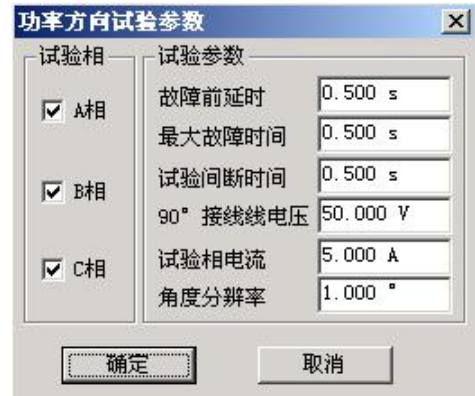 功率方向试验参数
试验相
A相
B相
C相
试验参数
故障前延时 0.500 s
最大故障时间 0.500 s
试验间断时间 0.500 s
90° 接线线电压 50.000 V
试验相电流 5.000 A
角度分辨率 1.000 °
确定 取消